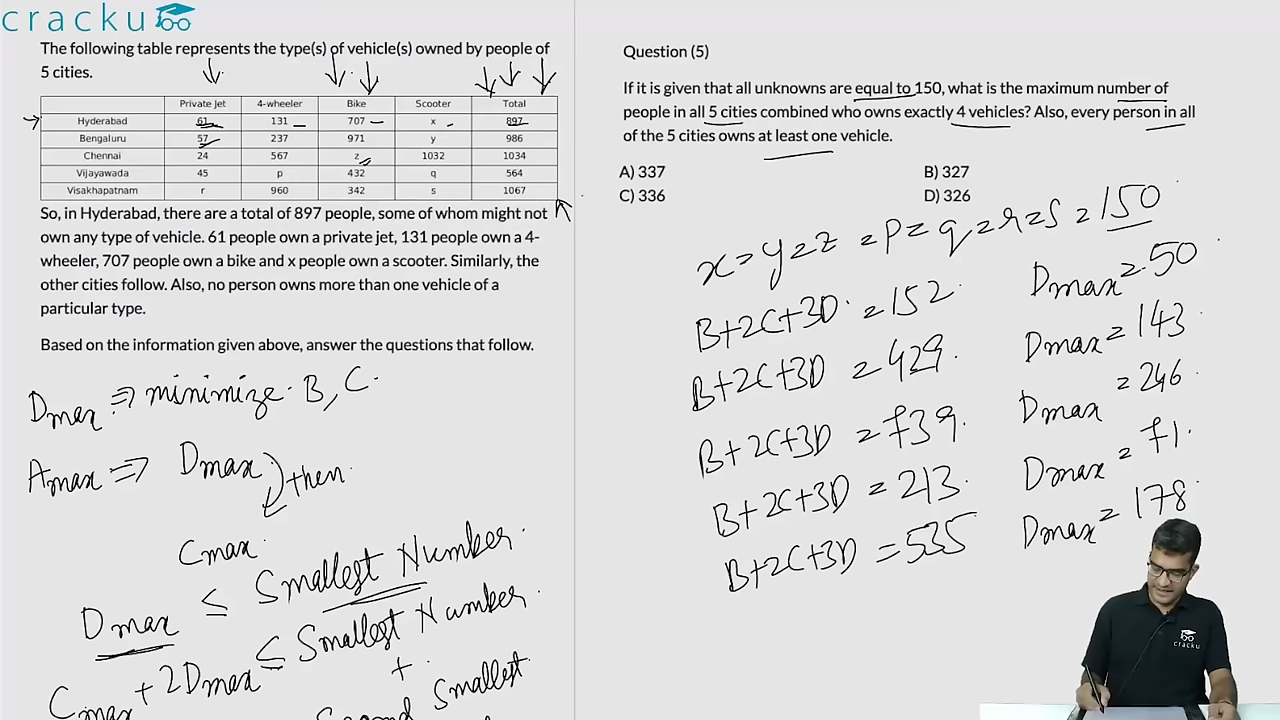 cracku
The following table represents the type(s) of vehicle(s) owned by people of
5 cities.
Private Jet 4-wheeler Bike Scooter Total
Hyderabad 61 131 707 x 897
Bengaluru 57 237 971 y 986
Chennai 24 567 z 1032 1034
Vijayawada 45 p 432 q 564
Visakhapatnam r 960 342 s 1067
So, in Hyderabad, there are a total of 897 people, some of whom might not
own any type of vehicle. 61 people own a private jet, 131 people own a 4-
wheeler, 707 people own a bike and x people own a scooter. Similarly, the
other cities follow. Also, no person owns more than one vehicle of a
particular type.
Based on the information given above, answer the questions that follow.
Dmax ⇒ minimize B, C.
Amax ⇒ Dmax
then
Cmax
Dmax ≤ Smallest Number.
Cmax + 2Dmax ≤ Smallest Number
+
Second Smallest
Question (5)
If it is given that all unknowns are equal to 150, what is the maximum number of
people in all 5 cities combined who owns exactly 4 vehicles? Also, every person in all
of the 5 cities owns at least one vehicle.
A) 337 B) 327
C) 336 D) 326
x = y = z = p = q = r = s = 150
B+2C+3D = 152 Dmax = 50
B+2C+3D = 429 Dmax = 143
B+2C+3D = 739 Dmax = 246
B+2C+3D = 213 Dmax = 71
B+2C+3D = 535 Dmax = 178
cracku